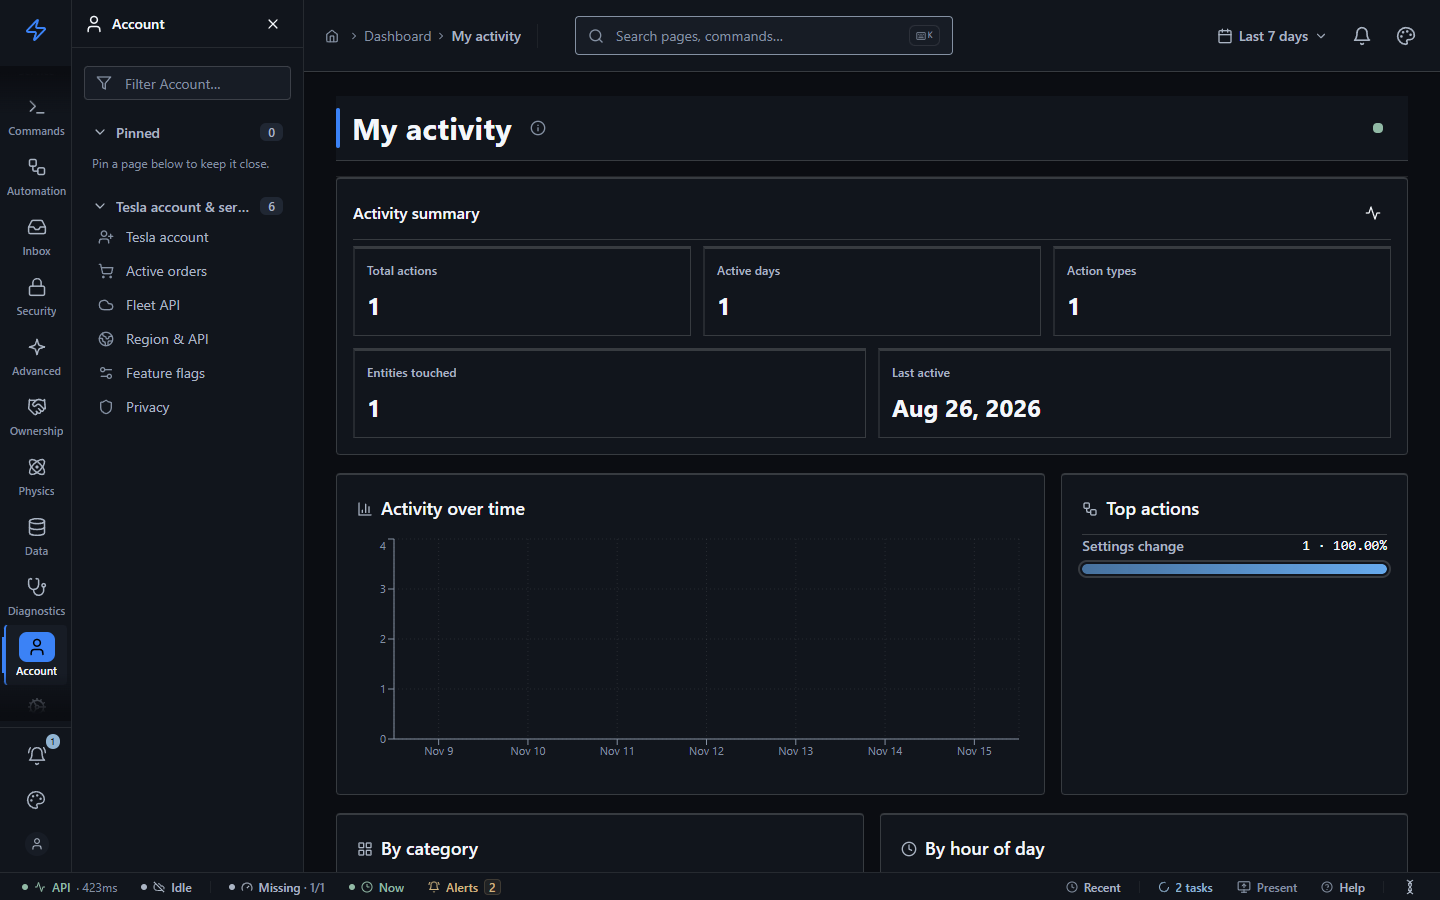 Account
Dashboard
My activity
Search pages, commands...
K
Last 7 days
Commands
Automation
Inbox
Security
Advanced
Ownership
Physics
Data
Diagnostics
Account
1
Filter Account...
Pinned
0
Pin a page below to keep it close.
Tesla account & ser...
6
Tesla account
Active orders
Fleet API
Region & API
Feature flags
Privacy
My activity
Activity summary
Total actions
1
Active days
1
Action types
1
Entities touched
1
Last active
Aug 26, 2026
Activity over time
4
3
2
1
0
Nov 9
Nov 10
Nov 11
Nov 12
Nov 13
Nov 14
Nov 15
Top actions
Settings change
1 · 100.00%
By category
By hour of day
API · 423ms
Idle
Missing · 1/1
Now
Alerts 2
Recent
2 tasks
Present
Help